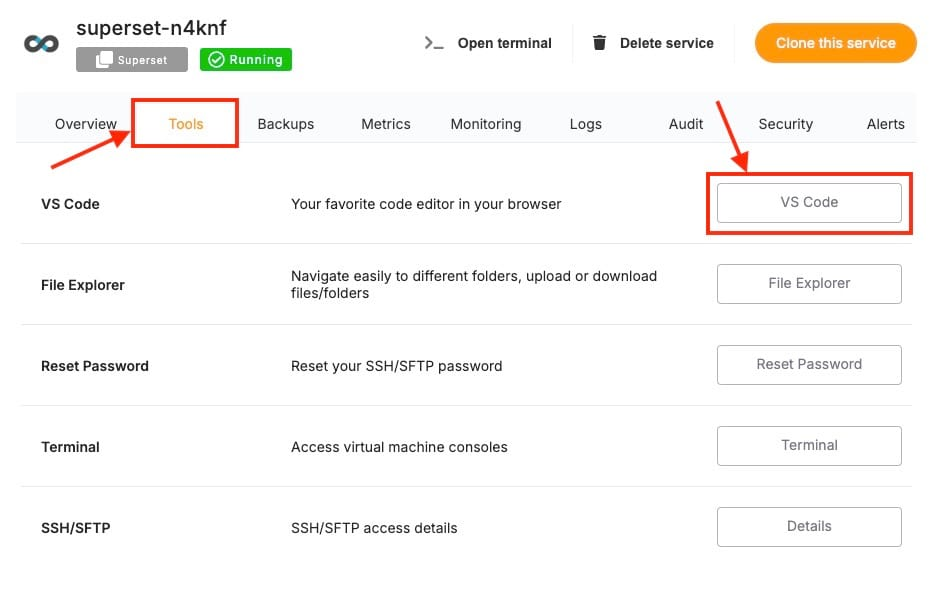 superset-n4knf
Superset
Running
Open terminal
Delete service
Clone this service
Overview
Tools
Backups
Metrics
Monitoring
Logs
Audit
Security
Alerts
VS Code
Your favorite code editor in your browser
VS Code
File Explorer
Navigate easily to different folders, upload or download
files/folders
File Explorer
Reset Password
Reset your SSH/SFTP password
Reset Password
Terminal
Access virtual machine consoles
Terminal
SSH/SFTP
SSH/SFTP access details
Details